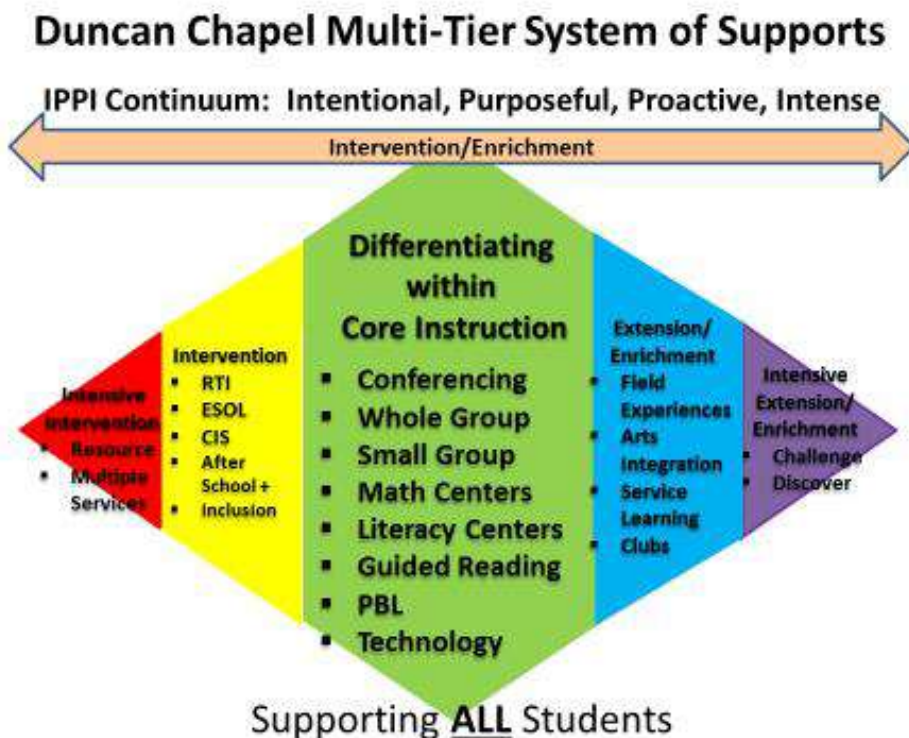 Duncan Chapel Multi-Tier System of Supports
IPPI Continuum: Intentional, Purposeful, Proactive, Intense
Intervention/Enrichment
Intensive
Intervention
▪ Resource
▪ Multiple
Services
Intervention
▪ RTI
▪ ESOL
▪ CIS
▪ After
School +
▪ Inclusion
Differentiating
within
Core Instruction
▪ Conferencing
▪ Whole Group
▪ Small Group
▪ Math Centers
▪ Literacy Centers
▪ Guided Reading
▪ PBL
▪ Technology
Extension/
Enrichment
▪ Field
Experiences
▪ Arts
Integration
▪ Service
Learning
▪ Clubs
Intensive
Extension/
Enrichment
▪ Challenge
▪ Discover
Supporting ALL Students